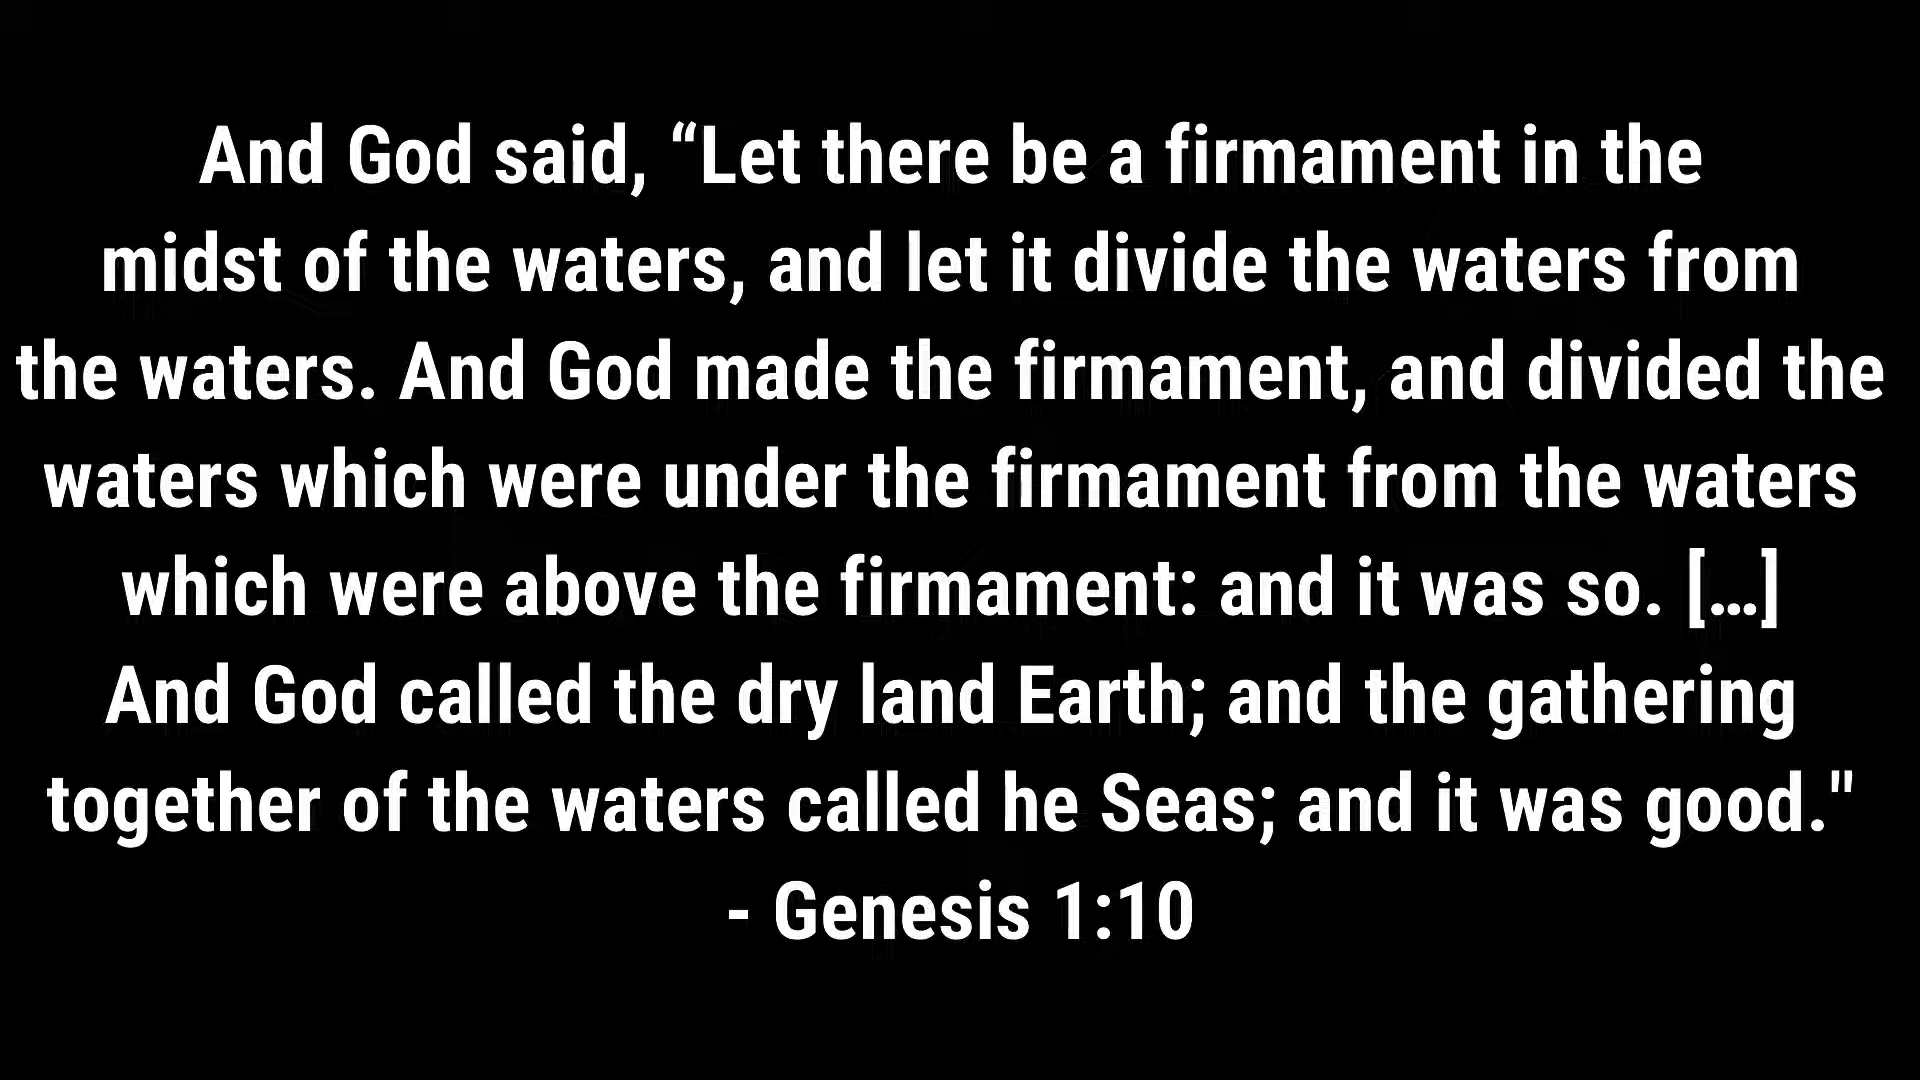 And God said, “Let there be a firmament in the
midst of the waters, and let it divide the waters from
the waters. And God made the firmament, and divided the
waters which were under the firmament from the waters
which were above the firmament: and it was so. […]
And God called the dry land Earth; and the gathering
together of the waters called he Seas; and it was good."
- Genesis 1:10